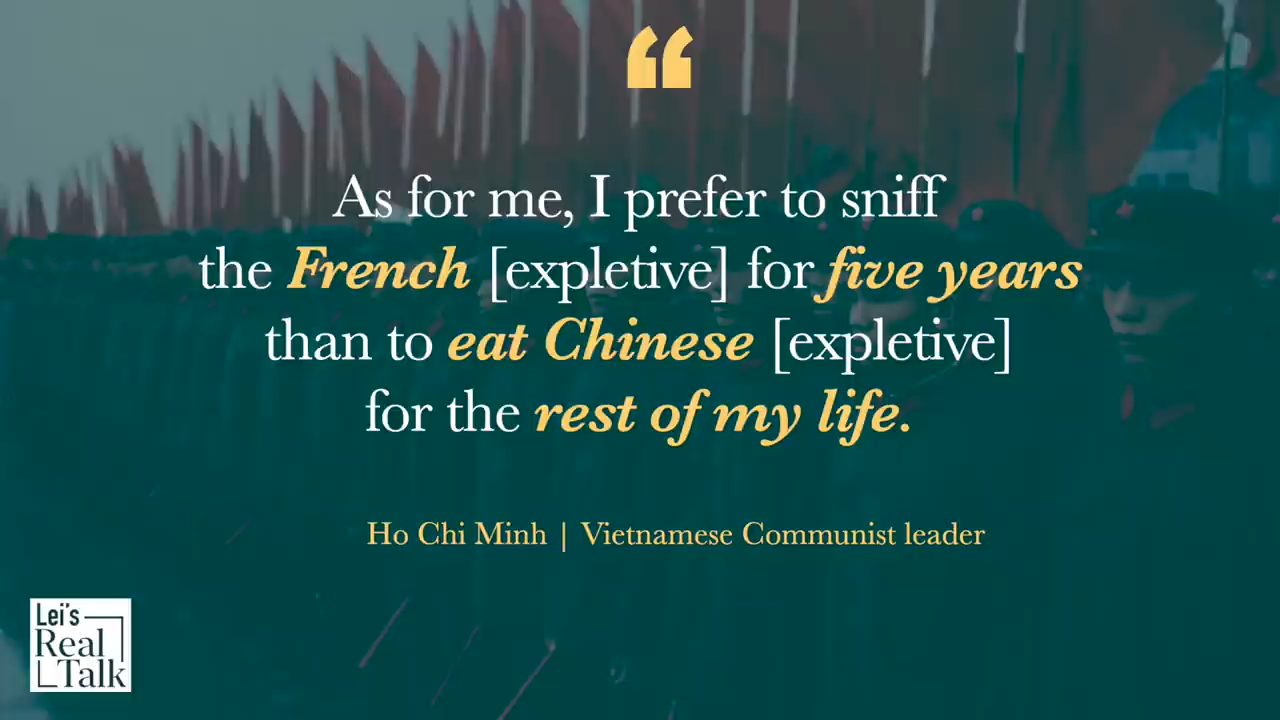 “
As for me, I prefer to sniff
the French [expletive] for five years
than to eat Chinese [expletive]
for the rest of my life.
Ho Chi Minh | Vietnamese Communist leader
Lei's
Real
Talk